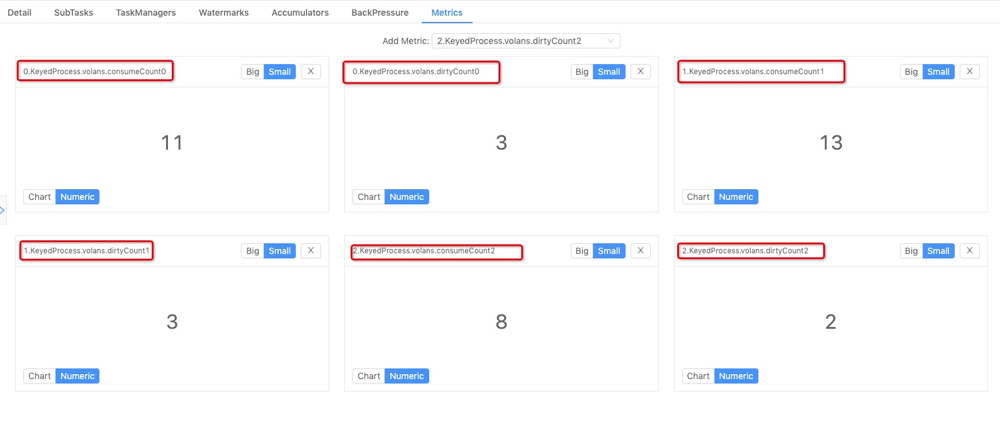 Detail SubTasks TaskManagers Watermarks Accumulators BackPressure Metrics
Add Metric: 2.KeyedProcess.volans.dirtyCount2
0.KeyedProcess.volans.consumeCount0 Big Small X
0.KeyedProcess.volans.dirtyCount0 Big Small X
1.KeyedProcess.volans.consumeCount1 Big Small X
11
3
13
Chart Numeric
Chart Numeric
Chart Numeric
1.KeyedProcess.volans.dirtyCount1 Big Small X
2.KeyedProcess.volans.consumeCount2 Big Small X
2.KeyedProcess.volans.dirtyCount2 Big Small X
3
8
2
Chart Numeric
Chart Numeric
Chart Numeric